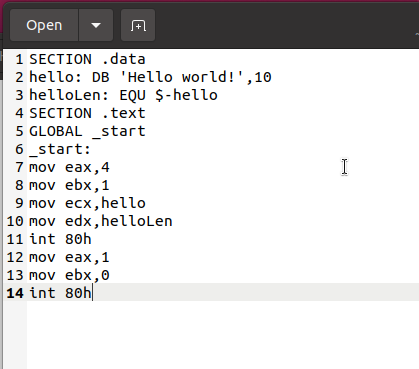 Open
1 SECTION .data
2 hello: DB 'Hello world!',10
3 helloLen: EQU $-hello
4 SECTION .text
5 GLOBAL _start
6 _start:
7 mov eax,4
8 mov ebx,1
9 mov ecx,hello
10 mov edx,helloLen
11 int 80h
12 mov eax,1
13 mov ebx,0
14 int 80h